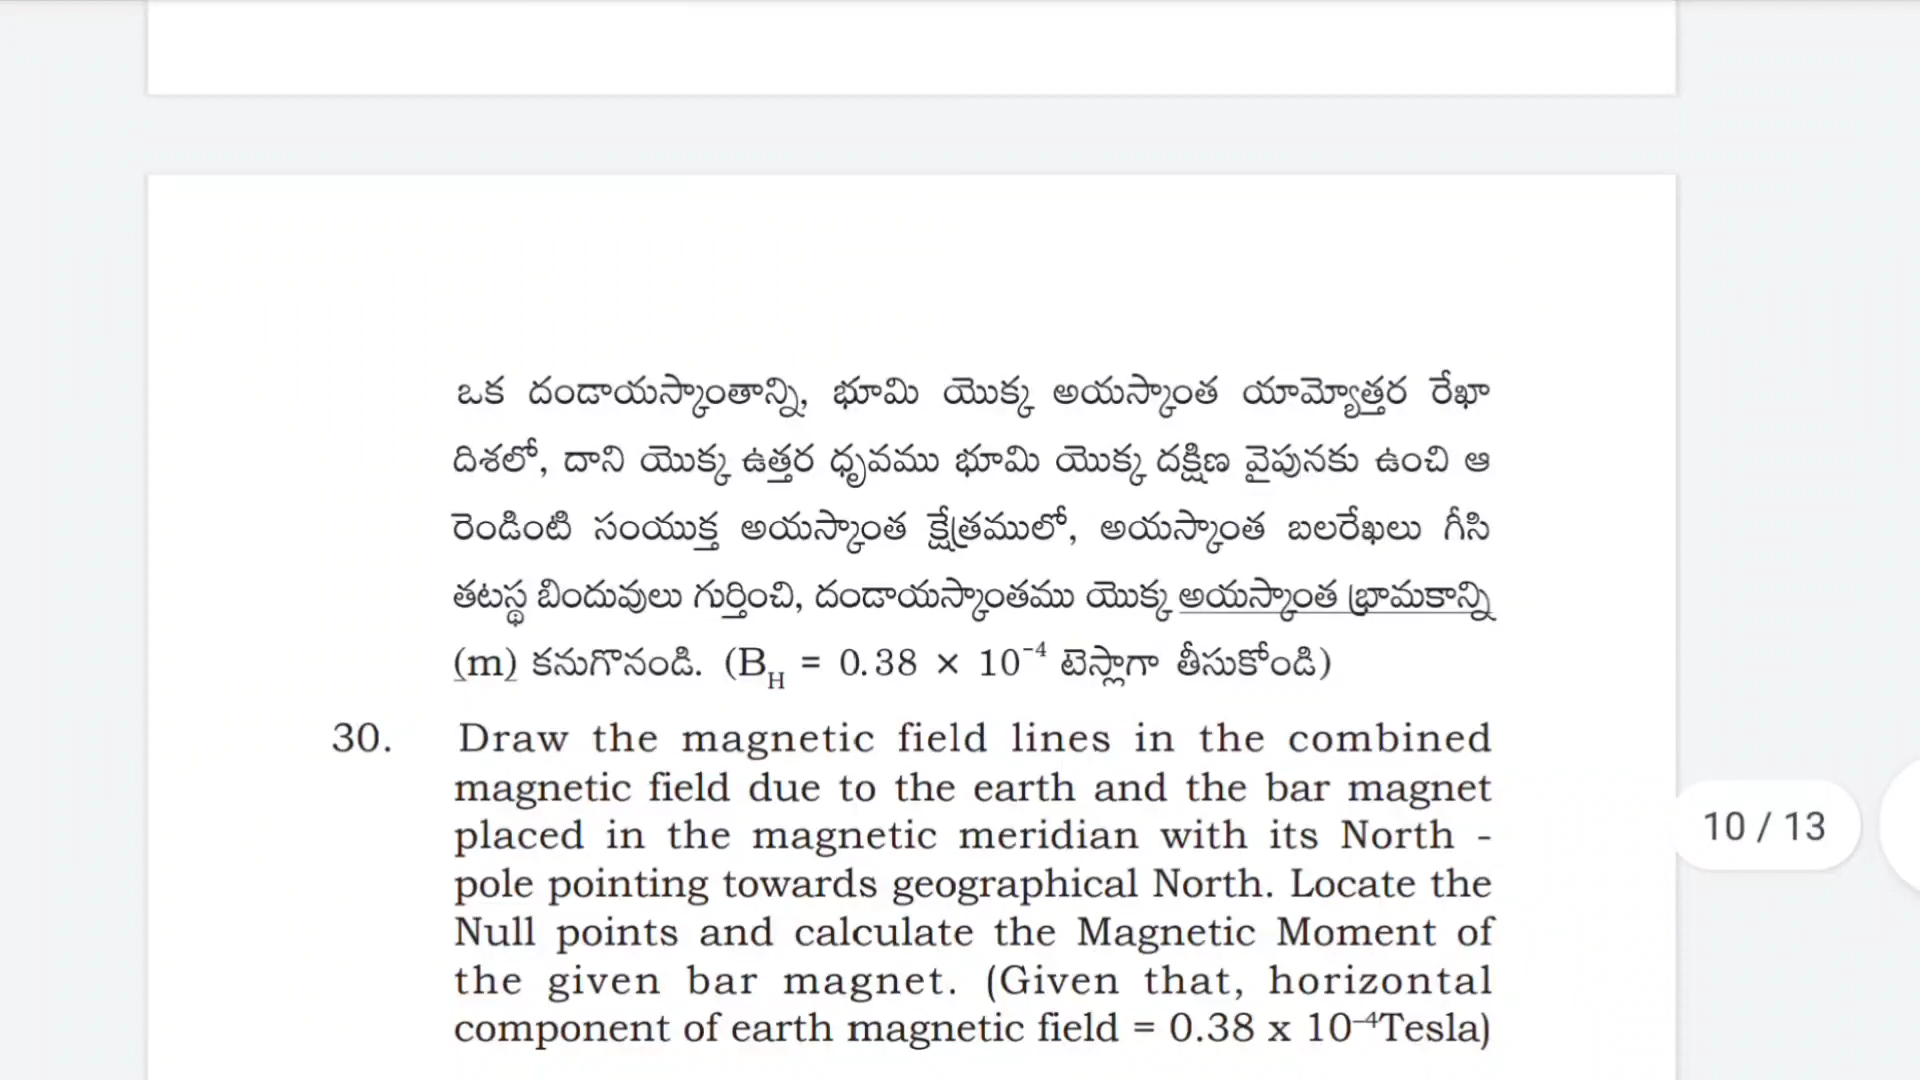 ఒక దండాయస్కాంతాన్ని, భూమి యొక్క అయస్కాంత యామ్యోత్తర రేఖా
దిశలో, దాని యొక్క ఉత్తర ధృవము భూమి యొక్క దక్షిణ వైపునకు ఉంచి ఆ
రెండింటి సంయుక్త అయస్కాంత క్షేత్రములో, అయస్కాంత బలరేఖలు గీసి
తటస్థ బిందువులు గుర్తించి, దండాయస్కాంతము యొక్క అయస్కాంత భ్రామకాన్ని
(m) కనుగొనండి. (B_H = 0.38 × 10⁻⁴ టెస్లాగా తీసుకోండి)
30. Draw the magnetic field lines in the combined
magnetic field due to the earth and the bar magnet
placed in the magnetic meridian with its North -
pole pointing towards geographical North. Locate the
Null points and calculate the Magnetic Moment of
the given bar magnet. (Given that, horizontal
component of earth magnetic field = 0.38 x 10⁻⁴Tesla)
10 / 13